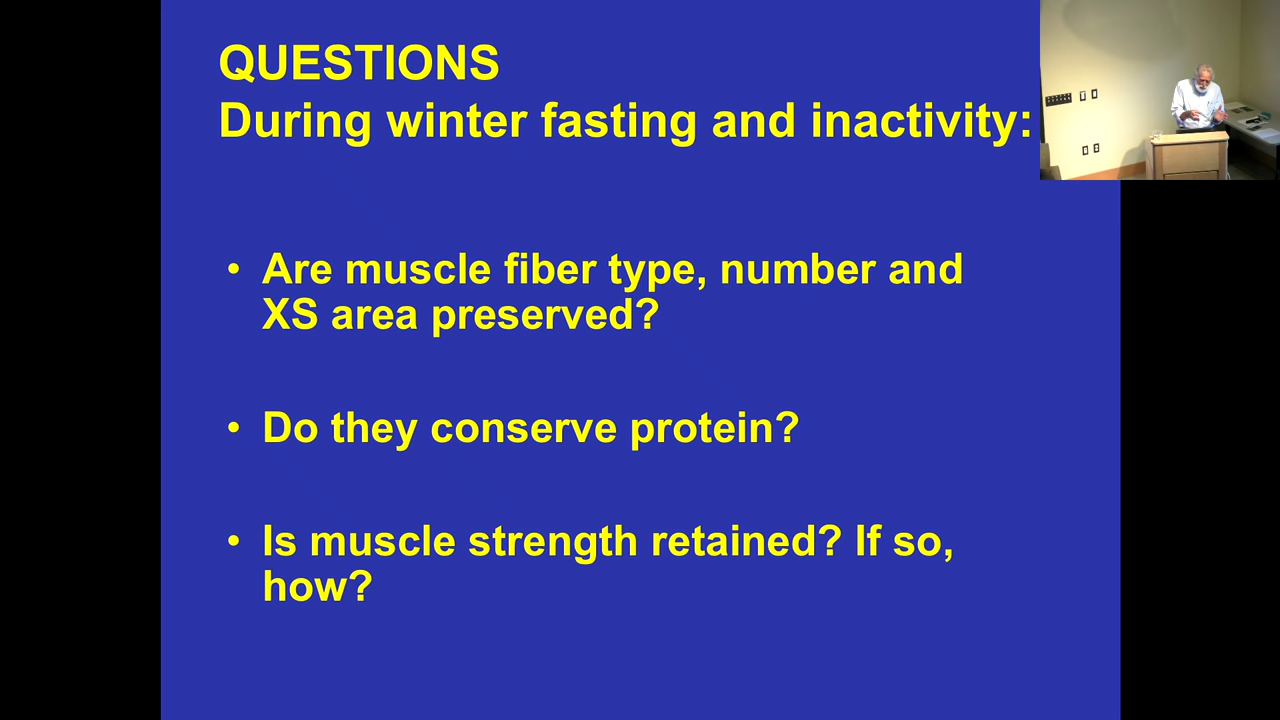 QUESTIONS
During winter fasting and inactivity:
• Are muscle fiber type, number and
XS area preserved?
• Do they conserve protein?
• Is muscle strength retained? If so,
how?